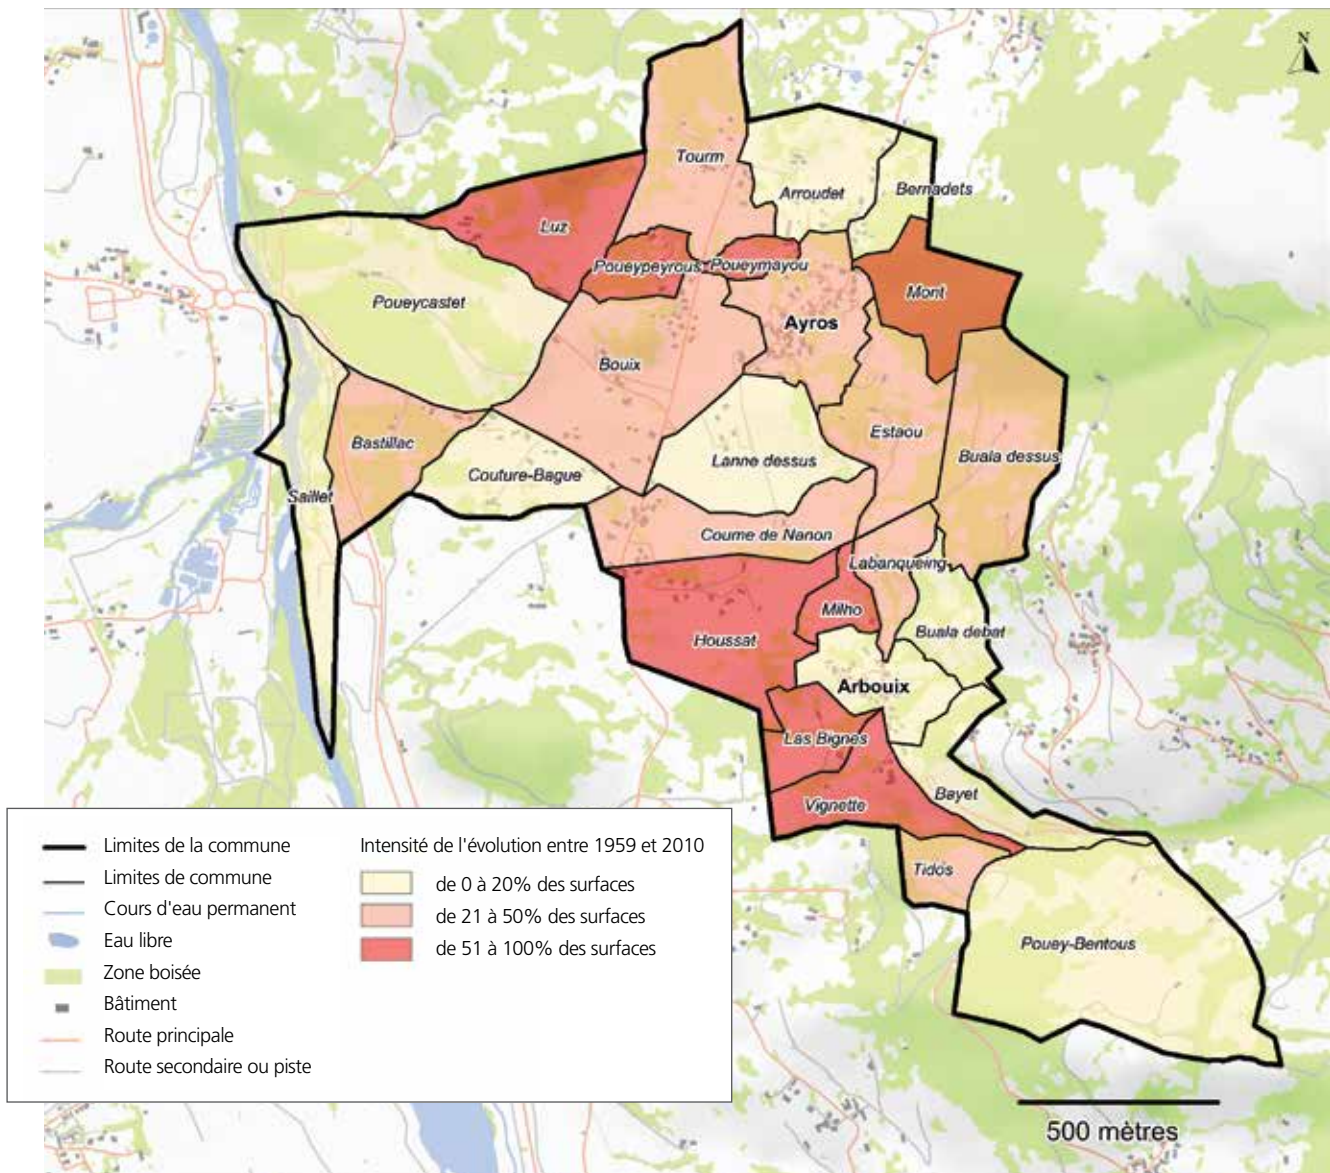 N
Tourm
Arroudet
Bernadets
Luz
Poueypeyrous
Poueymayou
Mont
Poueycastet
Ayros
Bouix
Estaou
Bastillac
Lanne dessus
Buala dessus
Couture-Bague
Saillet
Coume de Nanon
Labanqueing
Milho
Houssat
Buala debat
Arbouix
Las Bignes
Bayet
Vignette
Tidos
Pouey-Bentous
Limites de la commune
Limites de commune
Cours d'eau permanent
Eau libre
Zone boisée
Bâtiment
Route principale
Route secondaire ou piste
Intensité de l'évolution entre 1959 et 2010
de 0 à 20% des surfaces
de 21 à 50% des surfaces
de 51 à 100% des surfaces
500 mètres